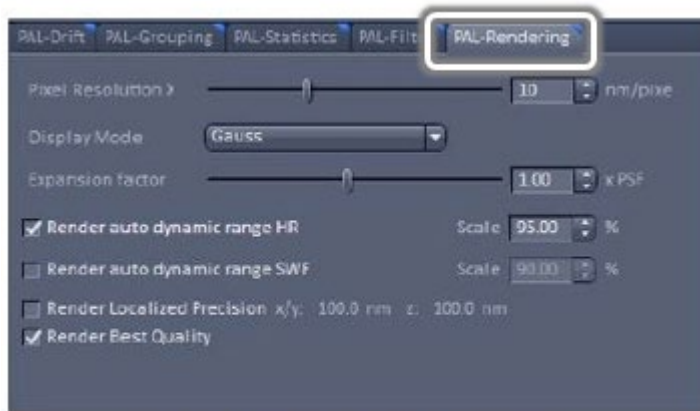 PAL-Drift PAL-Grouping PAL-Statistics PAL-Filt PAL-Rendering
Pixel Resolution X 10 nm/pixe
Display Mode Gauss
Expansion factor 1.00 x PSF
Render auto dynamic range HR Scale 95.00 %
Render auto dynamic range SWF Scale 90.00 %
Render Localized Precision x/y: 100.0 nm z: 100.0 nm
Render Best Quality